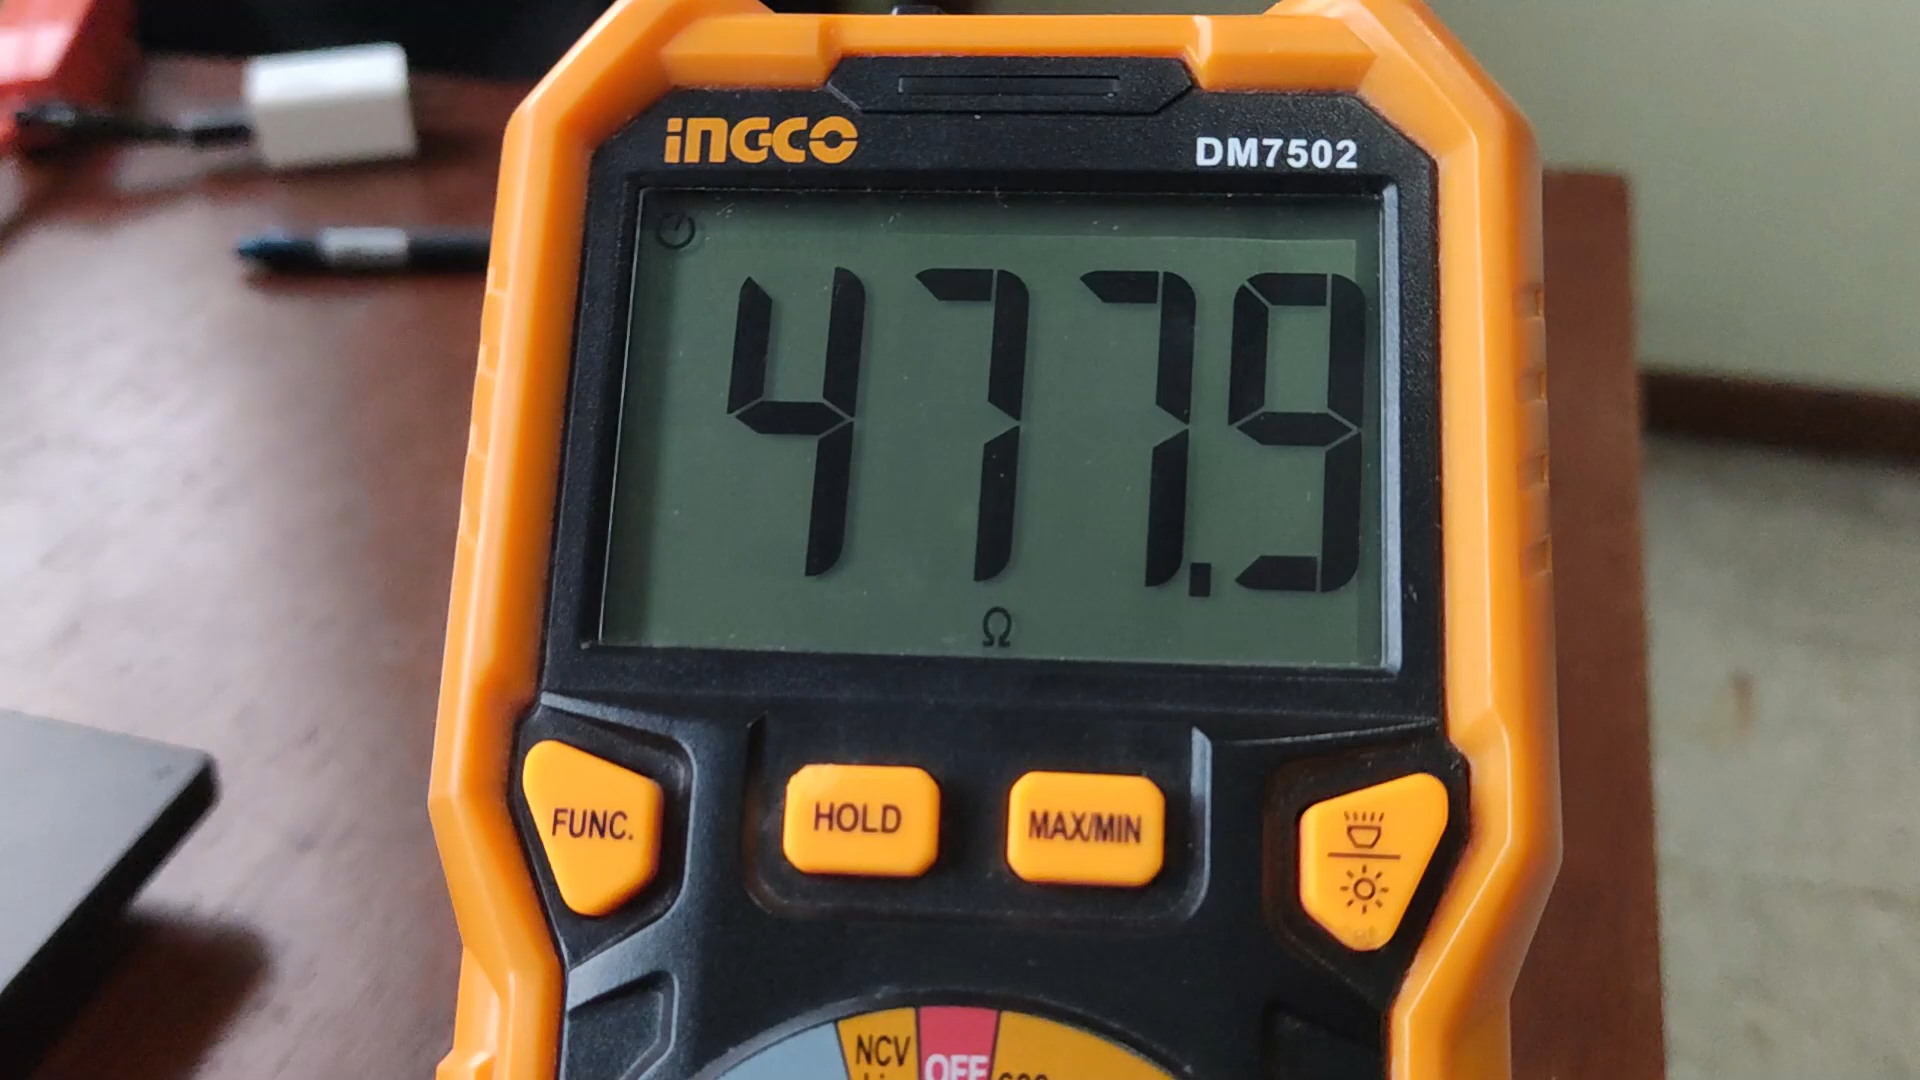 INGCO
DM7502
477.9
Ω
FUNC.
HOLD
MAX/MIN
NCV
OFF